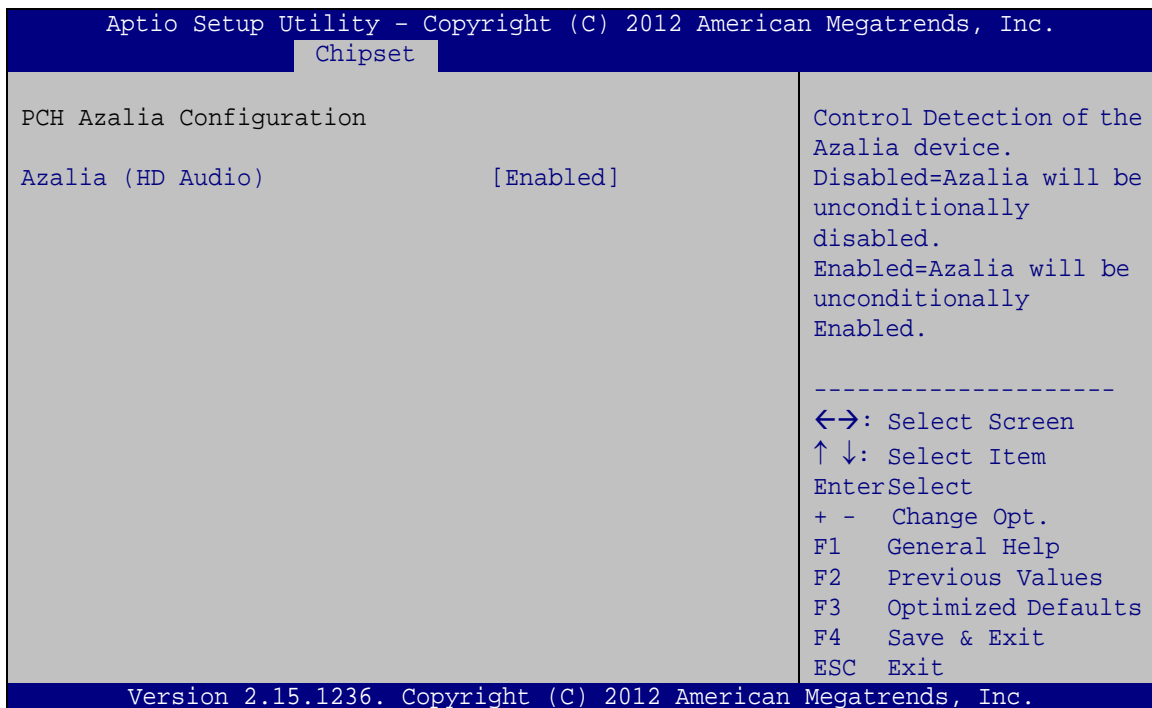 Aptio Setup Utility – Copyright (C) 2012 American Megatrends, Inc.
Chipset
PCH Azalia Configuration
Azalia (HD Audio) [Enabled]
Control Detection of the
Azalia device.
Disabled=Azalia will be
unconditionally
disabled.
Enabled=Azalia will be
unconditionally
Enabled.
---------------------
←→: Select Screen
↑ ↓: Select Item
EnterSelect
+ - Change Opt.
F1 General Help
F2 Previous Values
F3 Optimized Defaults
F4 Save & Exit
ESC Exit
Version 2.15.1236. Copyright (C) 2012 American Megatrends, Inc.